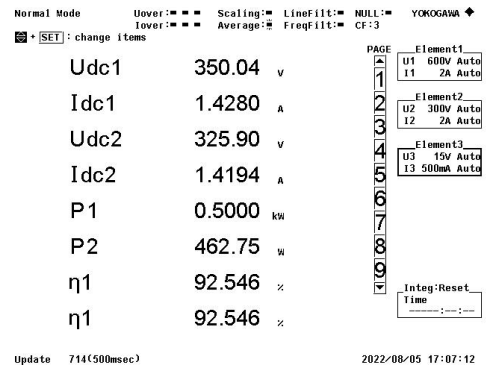 Normal Mode Uover:■ ■ ■ Scaling:■ LineFilt:■ NULL:■ YOKOGAWA ◆
Iover:■ ■ ■ Average:■ FreqFilt:■ CF:3
+ SET : change items
PAGE
Udc1 350.04 V
Idc1 1.4280 A
Udc2 325.90 V
Idc2 1.4194 A
P1 0.5000 kW
P2 462.75 W
η1 92.546 %
η1 92.546 %
1
2
3
4
5
6
7
8
9
Element1
U1 600V Auto
I1 2A Auto
Element2
U2 300V Auto
I2 2A Auto
Element3
U3 15V Auto
I3 500mA Auto
Integ:Reset
Time
-----:--:--
Update 714(500msec) 2022/08/05 17:07:12